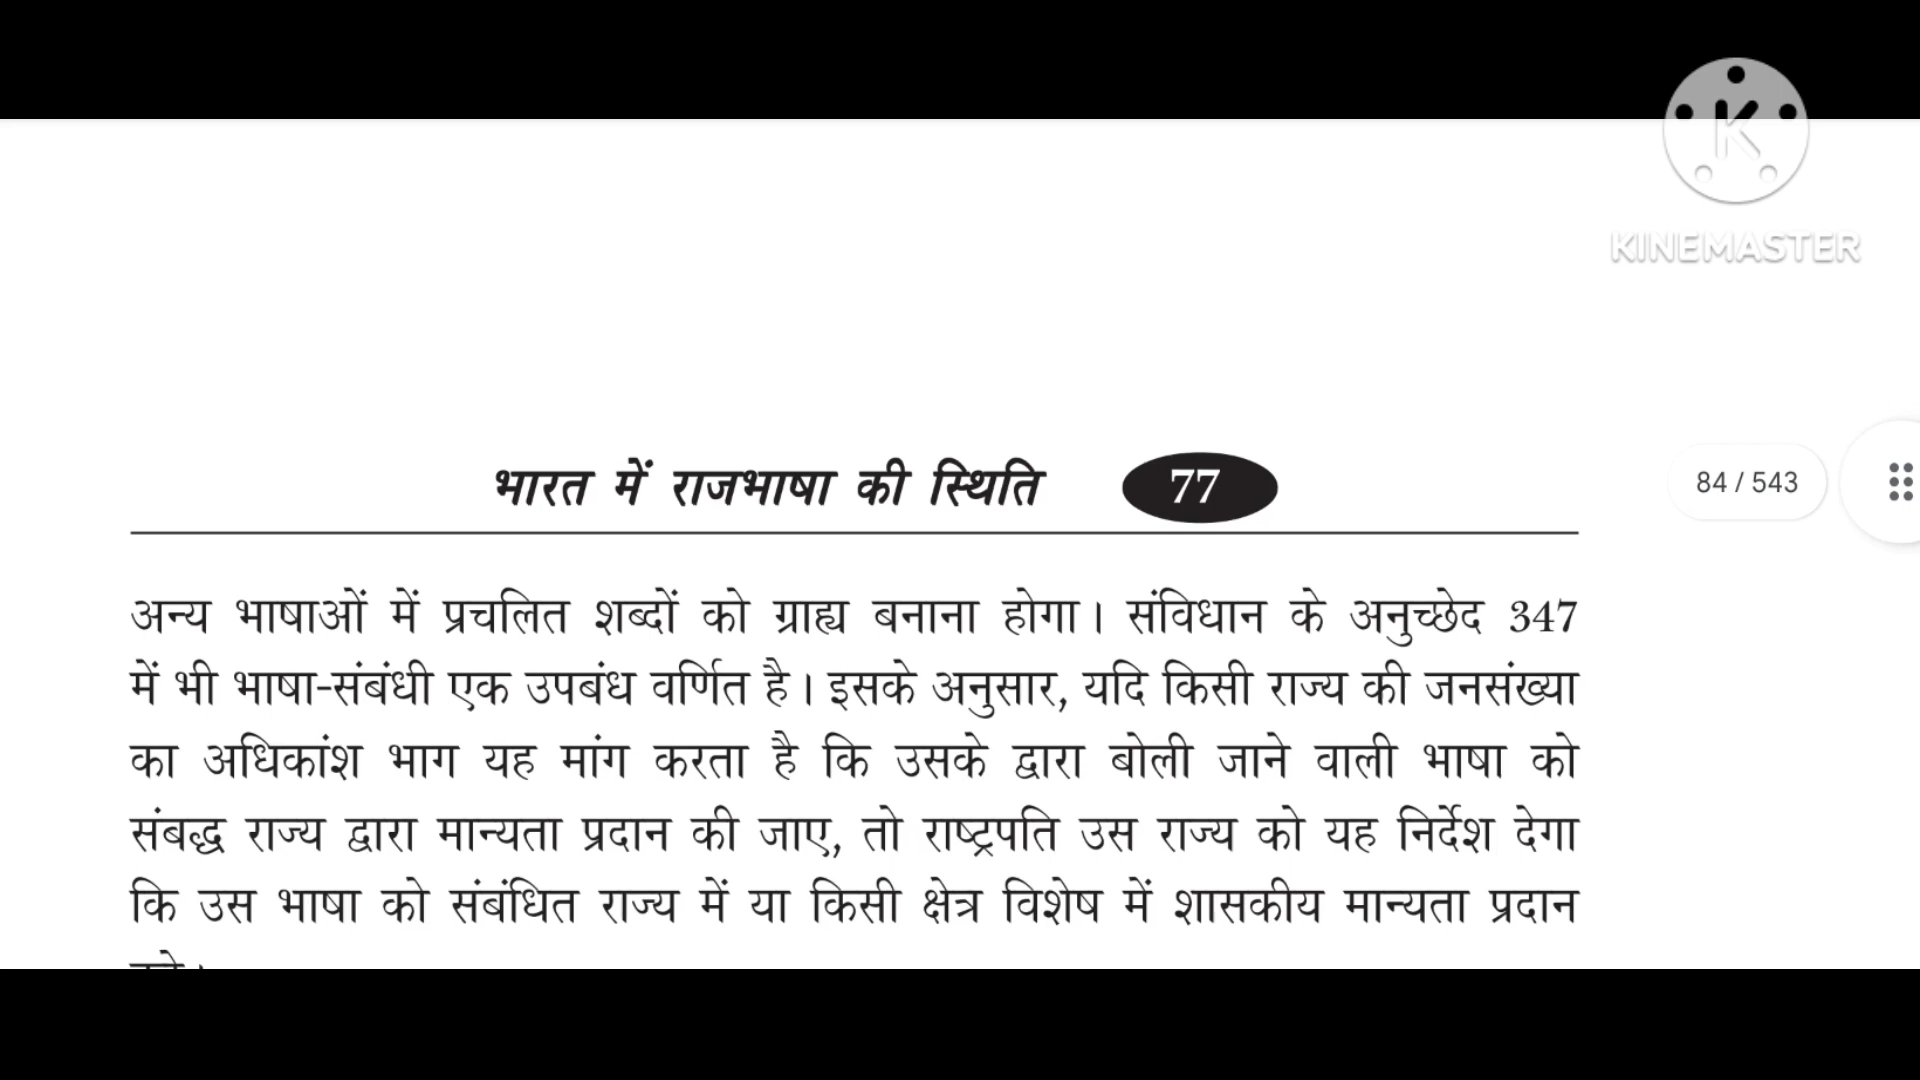 KINEMASTER
भारत में राजभाषा की स्थिति 77
84 / 543
अन्य भाषाओं में प्रचलित शब्दों को ग्राह्य बनाना होगा। संविधान के अनुच्छेद 347
में भी भाषा-संबंधी एक उपबंध वर्णित है। इसके अनुसार, यदि किसी राज्य की जनसंख्या
का अधिकांश भाग यह मांग करता है कि उसके द्वारा बोली जाने वाली भाषा को
संबद्ध राज्य द्वारा मान्यता प्रदान की जाए, तो राष्ट्रपति उस राज्य को यह निर्देश देगा
कि उस भाषा को संबंधित राज्य में या किसी क्षेत्र विशेष में शासकीय मान्यता प्रदान